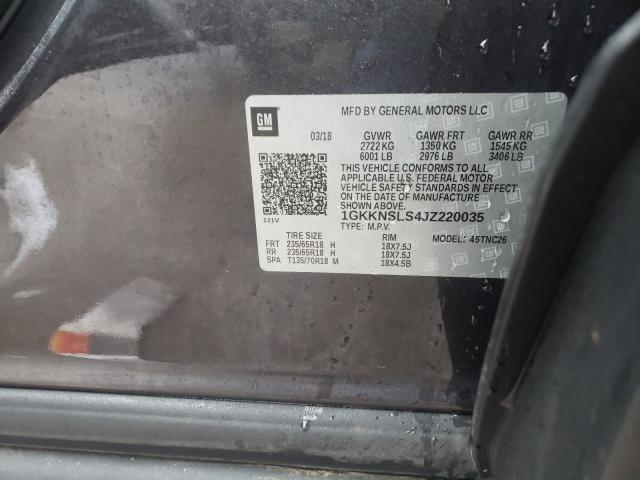 GM
MFD BY GENERAL MOTORS LLC
03/18 GVWR GAWR FRT GAWR RR
2722 KG 1350 KG 1545 KG
6001 LB 2976 LB 3406 LB
THIS VEHICLE CONFORMS TO ALL
APPLICABLE U.S. FEDERAL MOTOR
VEHICLE SAFETY STANDARDS IN EFFECT
ON THE DATE OF MANUFACTURE
SHOWN ABOVE.
1GKKNSLS4JZ220035
121V
TYPE: M.P.V.
TIRE SIZE RIM MODEL: 45TNC26
FRT 235/65R18 H 18X7.5J
RR 235/65R18 H 18X7.5J
SPA T135/70R18 M 18X4.5B